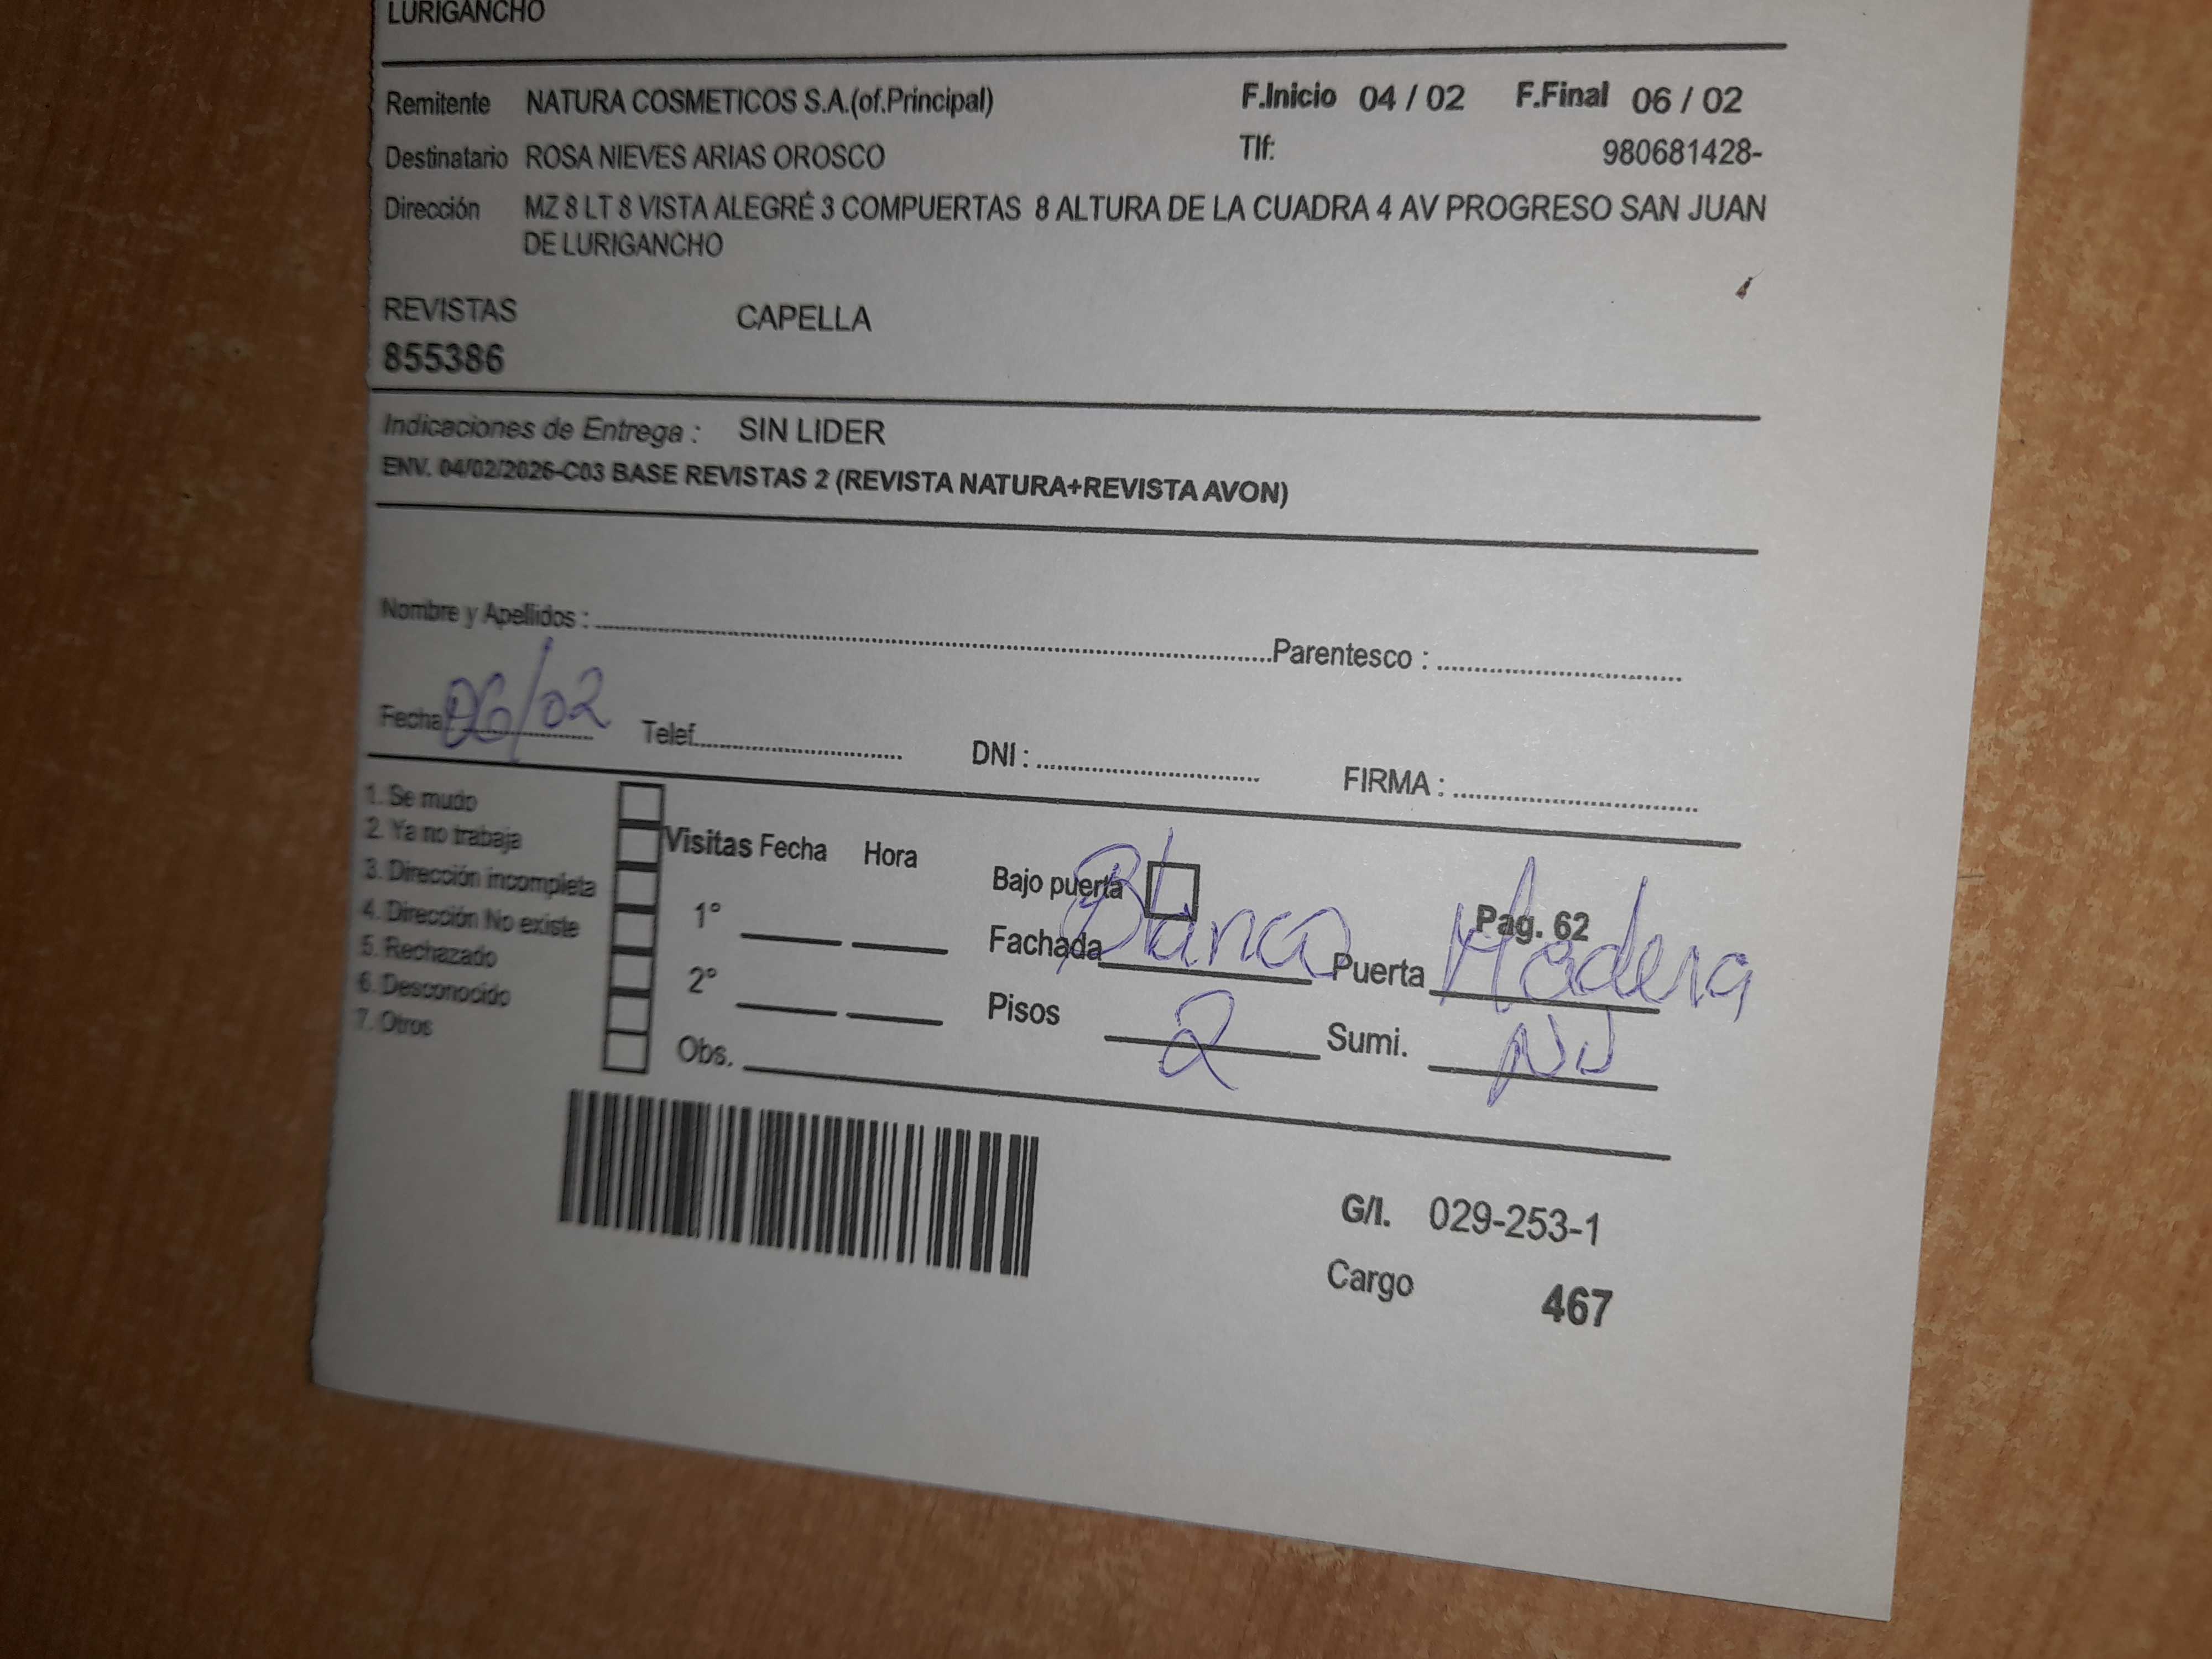 LURIGANCHO
Remitente NATURA COSMETICOS S.A.(of.Principal) F.Inicio 04 / 02 F.Final 06 / 02
Destinatario ROSA NIEVES ARIAS OROSCO Tlf: 980681428-
Dirección MZ 8 LT 8 VISTA ALEGRÉ 3 COMPUERTAS 8 ALTURA DE LA CUADRA 4 AV PROGRESO SAN JUAN
DE LURIGANCHO
REVISTAS CAPELLA
855386
Indicaciones de Entrega : SIN LIDER
ENV. 04/02/2026-C03 BASE REVISTAS 2 (REVISTA NATURA+REVISTA AVON)
Nombre y Apellidos : Parentesco :
Fecha 06/02 Telef. DNI : FIRMA :
1. Se mudo
2. Ya no trabaja
3. Dirección incompleta
4. Dirección No existe
5. Rechazado
6. Desconocido
7. Otros
Visitas Fecha Hora
1°
2°
Obs.
Bajo puerta Pag. 62
Fachada Blanca Puerta Madera
Pisos 2 Sumi.
G/I. 029-253-1
Cargo 467